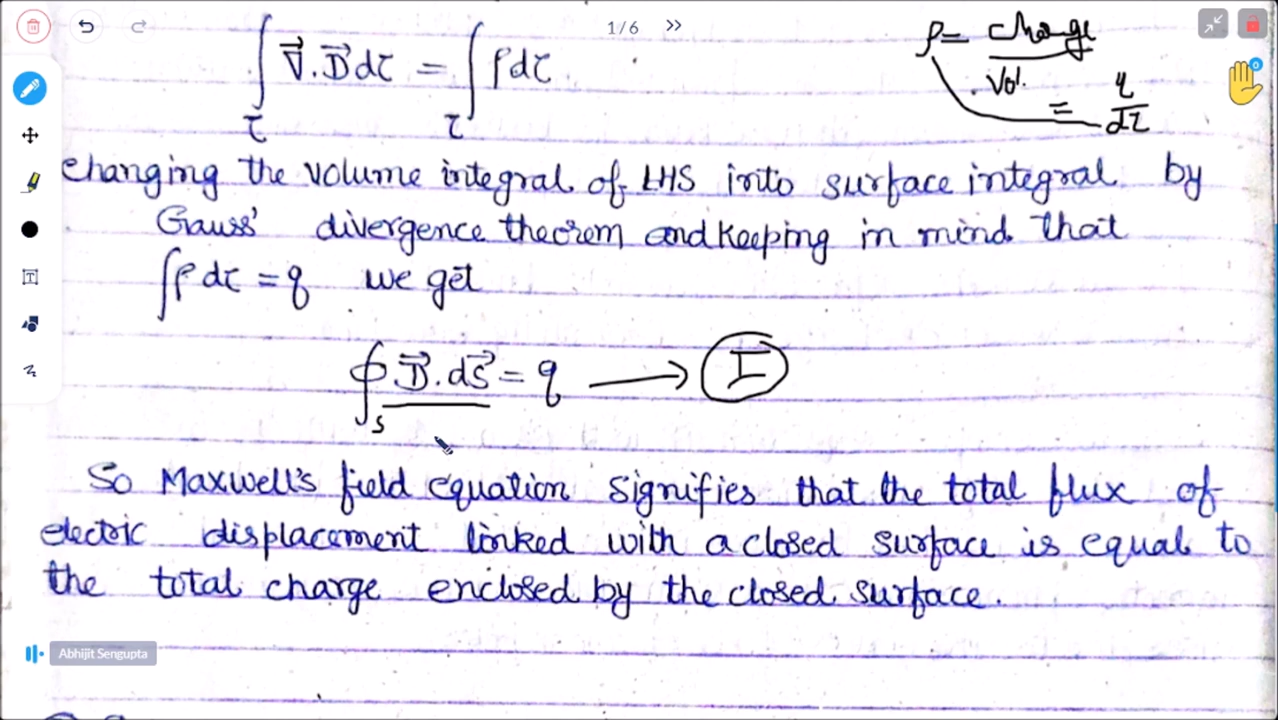 1/6 >>
∫τ ∇⃗.D⃗dτ = ∫τ ρdτ
ρ = charge / Vol. = q / dτ
Changing the volume integral of LHS into surface integral by
Gauss' divergence theorem and keeping in mind that
∫ρdτ = q we get
∮s D⃗.dS⃗ = q → I
So Maxwell's field equation signifies that the total flux of
electric displacement linked with a closed surface is equal to
the total charge enclosed by the closed surface.
Abhijit Sengupta